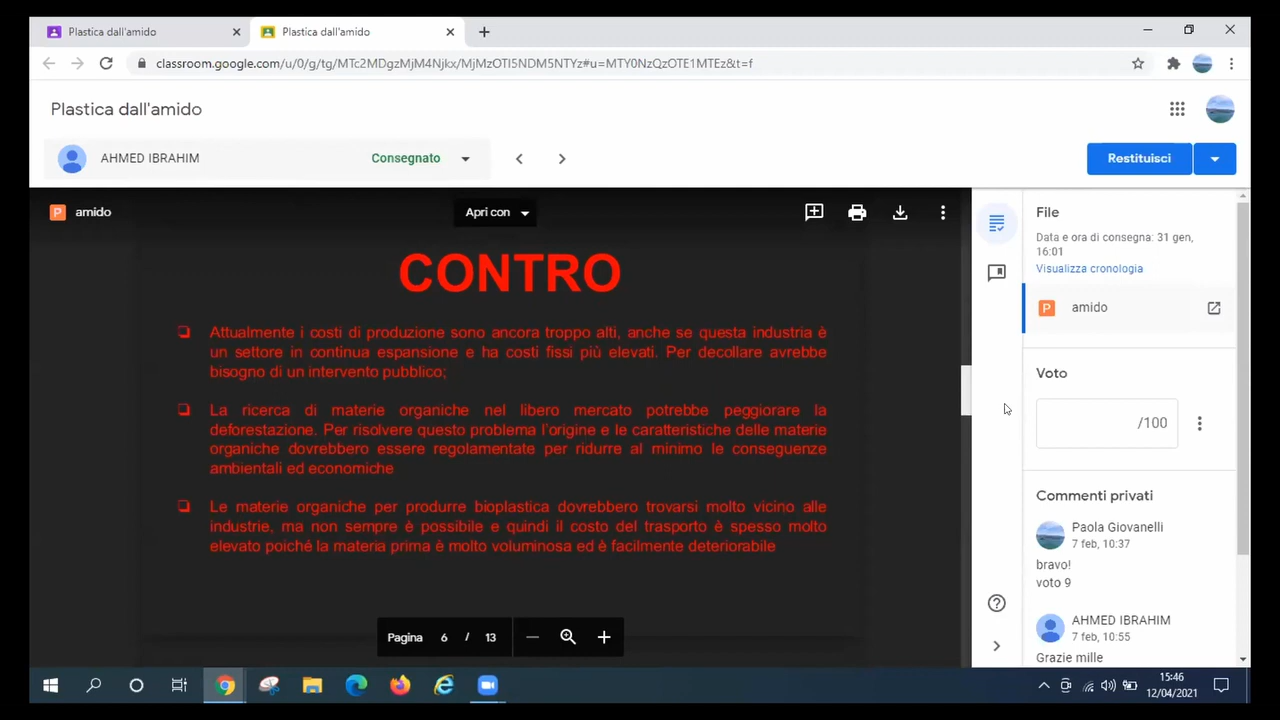 Plastica dall'amido
Plastica dall'amido
classroom.google.com/u/0/g/tg/MTc2MDgzMjM4Njkx/MjMzOTI5NDM5NTYz#u=MTY0NzQzOTE1MTEz&t=f
Plastica dall'amido
AHMED IBRAHIM
Consegnato
Restituisci
P amido
Apri con
CONTRO
Attualmente i costi di produzione sono ancora troppo alti, anche se questa industria è
un settore in continua espansione e ha costi fissi più elevati. Per decollare avrebbe
bisogno di un intervento pubblico;
La ricerca di materie organiche nel libero mercato potrebbe peggiorare la
deforestazione. Per risolvere questo problema l'origine e le caratteristiche delle materie
organiche dovrebbero essere regolamentate per ridurre al minimo le conseguenze
ambientali ed economiche
Le materie organiche per produrre bioplastica dovrebbero trovarsi molto vicino alle
industrie, ma non sempre è possibile e quindi il costo del trasporto è spesso molto
elevato poiché la materia prima è molto voluminosa ed è facilmente deteriorabile
Pagina 6 / 13
File
Data e ora di consegna: 31 gen,
16:01
Visualizza cronologia
P amido
Voto
/100
Commenti privati
Paola Giovanelli
7 feb, 10:37
bravo!
voto 9
AHMED IBRAHIM
7 feb, 10:55
Grazie mille
15:46
12/04/2021